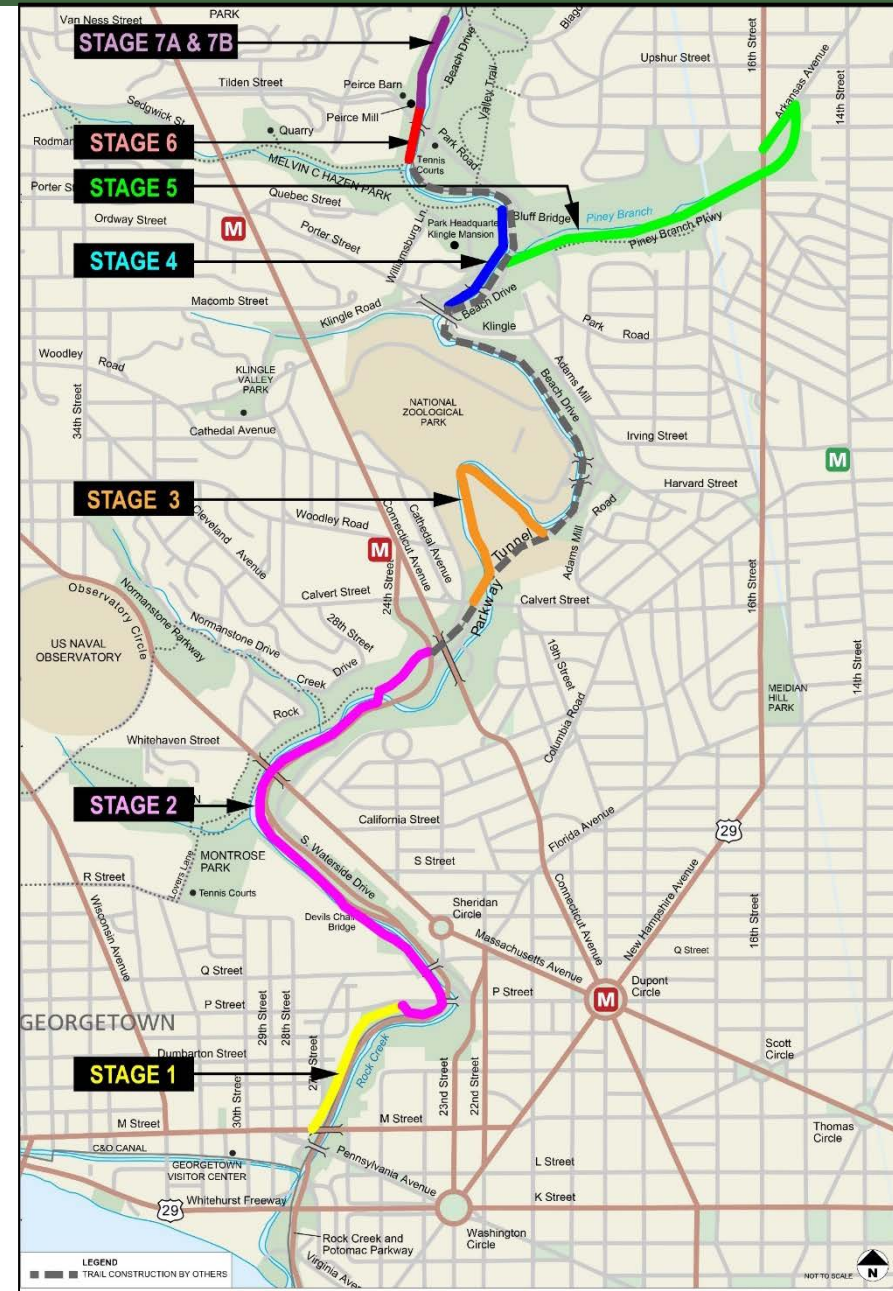 Van Ness Street
PARK
STAGE 7A & 7B
Beach Drive
Valley Trail
Upshur Street
16th Street
Arkansas Avenue
14th Street
Tilden Street
Peirce Barn
Peirce Mill
Sedgwick St
Quarry
STAGE 6
Park Road
Tennis
Courts
MELVIN C HAZEN PARK
Porter St
STAGE 5
Quebec Street
Ordway Street
Porter Street
M
Williamsburg Ln.
Park Headquarte
Klingle Mansion
Bluff Bridge
Piney Branch
Piney Branch Pkwy
STAGE 4
Beach Drive
Macomb Street
Klingle Road
Klingle
Park
Road
Woodley
Road
34th Street
KLINGLE
VALLEY
PARK
Cathedal Avenue
NATIONAL
ZOOLOGICAL
PARK
Adams Mill
Beach Drive
Irving Street
M
Harvard Street
STAGE 3
Cleveland Avenue
Woodley Road
M
Connecticut Avenue
Cathedal Avenue
24th Street
Tunnel
Parkway
Adams Mill
Road
Calvert Street
Calvert Street
16th Street
Observatory Circle
Normanstone Parkway
Normanstone Drive
28th Street
US NAVAL
OBSERVATORY
Rock
Creek
Drive
19th Street
Columbia Road
MEIDIAN
HILL
PARK
14th Street
Whitehaven Street
STAGE 2
N
California Street
Florida Avenue
29
S. Waterside Drive
S Street
MONTROSE
PARK
R Street
Lovers Lane
Tennis Courts
Wisconsin Avenue
Devils Chair
Bridge
Sheridan
Circle
Massachusetts Avenue
Connecticut Avenue
New Hampshire Avenue
16th Street
Q Street
Q Street
P Street
P Street
M
Dupont
Circle
GEORGETOWN
29th Street
28th Street
Dumbarton Street
Scott
Circle
STAGE 1
Rock Creek
30th Street
23nd Street
22nd Street
M Street
M Street
Thomas
Circle
C&O CANAL
GEORGETOWN
VISITOR CENTER
Pennsylvania Avenue
L Street
29
Whitehurst Freeway
K Street
Rock Creek and
Potomac Parkway
Washington
Circle
Virginia Ave
LEGEND
TRAIL CONSTRUCTION BY OTHERS
NOT TO SCALE
N